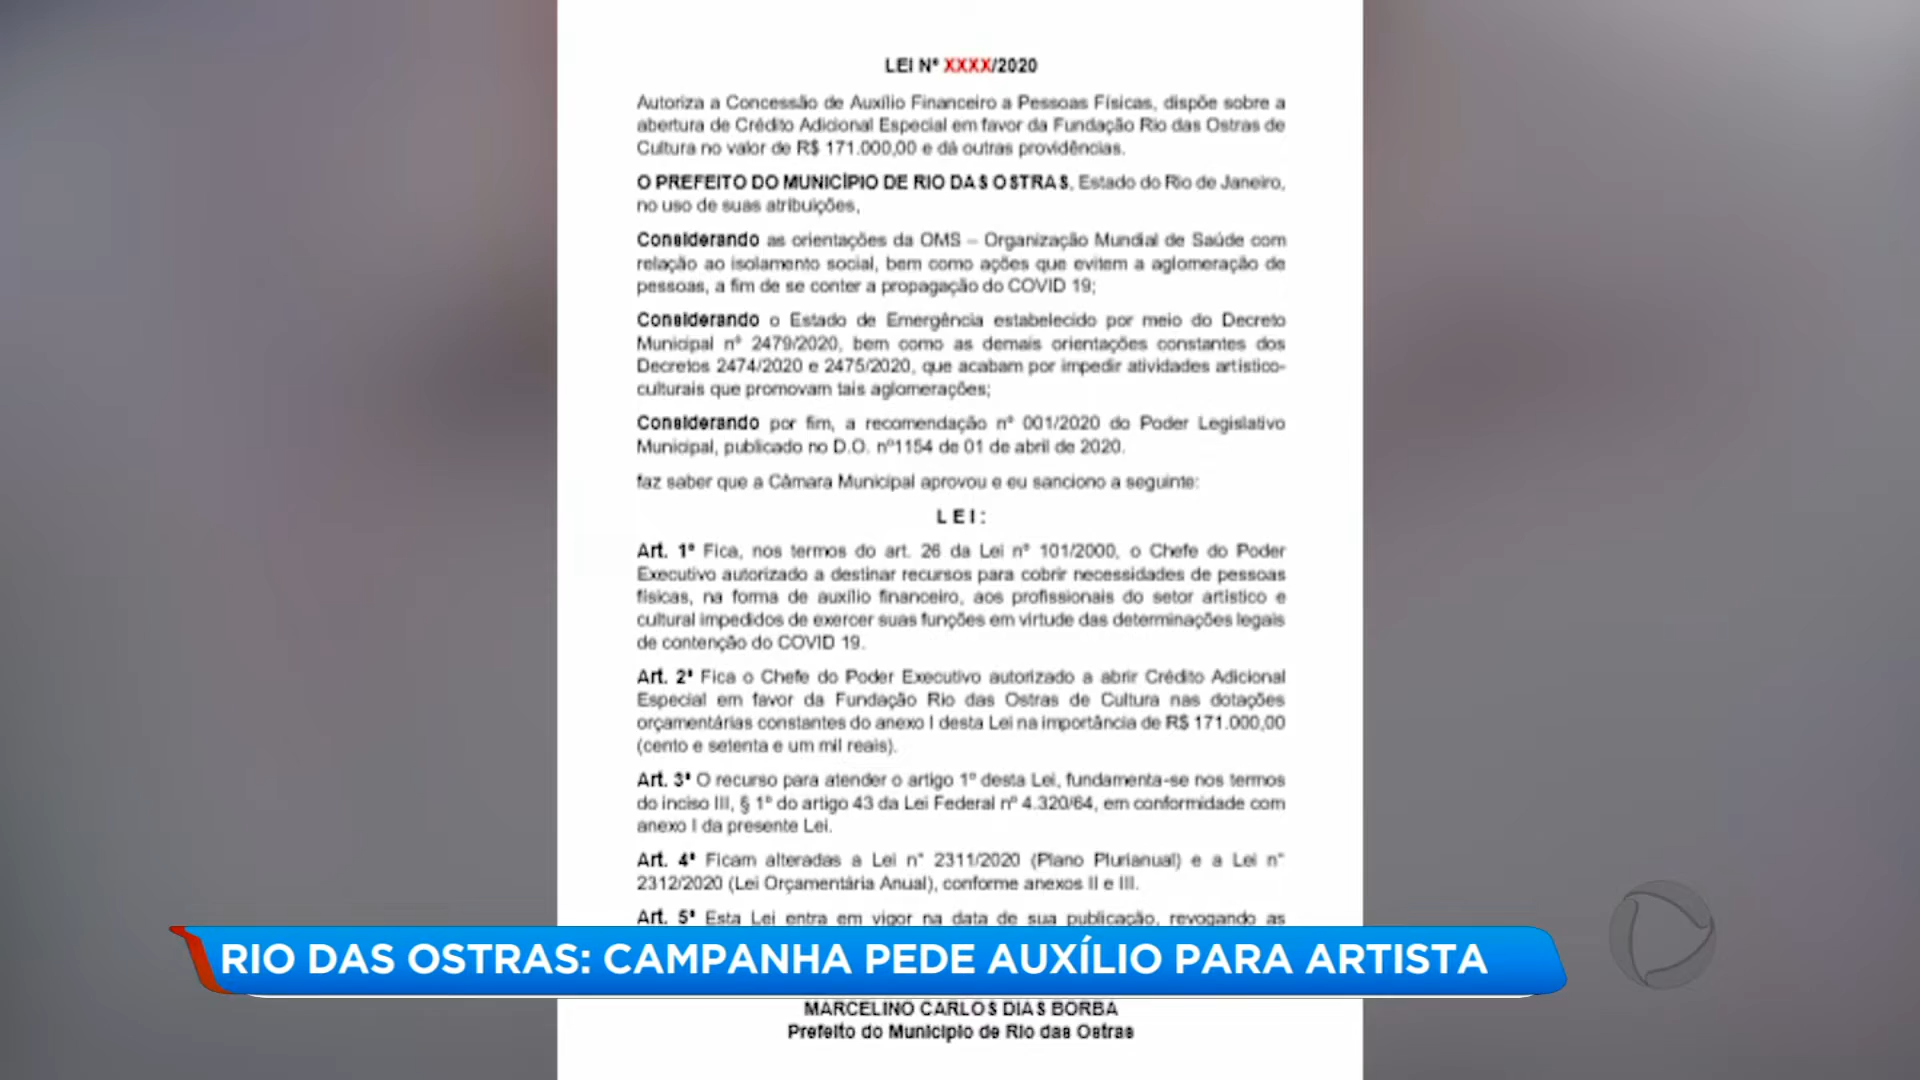 LEI Nº XXXX/2020
Autoriza a Concessão de Auxílio Financeiro a Pessoas Físicas, dispõe sobre a
abertura de Crédito Adicional Especial em favor da Fundação Rio das Ostras de
Cultura no valor de R$ 171.000,00 e dá outras providências.
O PREFEITO DO MUNICÍPIO DE RIO DAS OSTRAS, Estado do Rio de Janeiro,
no uso de suas atribuições,
Considerando as orientações da OMS – Organização Mundial de Saúde com
relação ao isolamento social, bem como ações que evitem a aglomeração de
pessoas, a fim de se conter a propagação do COVID 19;
Considerando o Estado de Emergência estabelecido por meio do Decreto
Municipal nº 2479/2020, bem como as demais orientações constantes dos
Decretos 2474/2020 e 2475/2020, que acabam por impedir atividades artístico-
culturais que promovam tais aglomerações;
Considerando por fim, a recomendação nº 001/2020 do Poder Legislativo
Municipal, publicado no D.O. nº1154 de 01 de abril de 2020.
faz saber que a Câmara Municipal aprovou e eu sanciono a seguinte:
L E I :
Art. 1º Fica, nos termos do art. 26 da Lei nº 101/2000, o Chefe do Poder
Executivo autorizado a destinar recursos para cobrir necessidades de pessoas
físicas, na forma de auxílio financeiro, aos profissionais do setor artístico e
cultural impedidos de exercer suas funções em virtude das determinações legais
de contenção do COVID 19.
Art. 2º Fica o Chefe do Poder Executivo autorizado a abrir Crédito Adicional
Especial em favor da Fundação Rio das Ostras de Cultura nas dotações
orçamentárias constantes do anexo I desta Lei na importância de R$ 171.000,00
(cento e setenta e um mil reais).
Art. 3º O recurso para atender o artigo 1º desta Lei, fundamenta-se nos termos
do inciso III, § 1º do artigo 43 da Lei Federal nº 4.320/64, em conformidade com
anexo I da presente Lei.
Art. 4º Ficam alteradas a Lei n° 2311/2020 (Plano Plurianual) e a Lei n°
2312/2020 (Lei Orçamentária Anual), conforme anexos II e III.
Art. 5º Esta Lei entra em vigor na data de sua publicação, revogando as
RIO DAS OSTRAS: CAMPANHA PEDE AUXÍLIO PARA ARTISTA
MARCELINO CARLOS DIAS BORBA
Prefeito do Município de Rio das Ostras